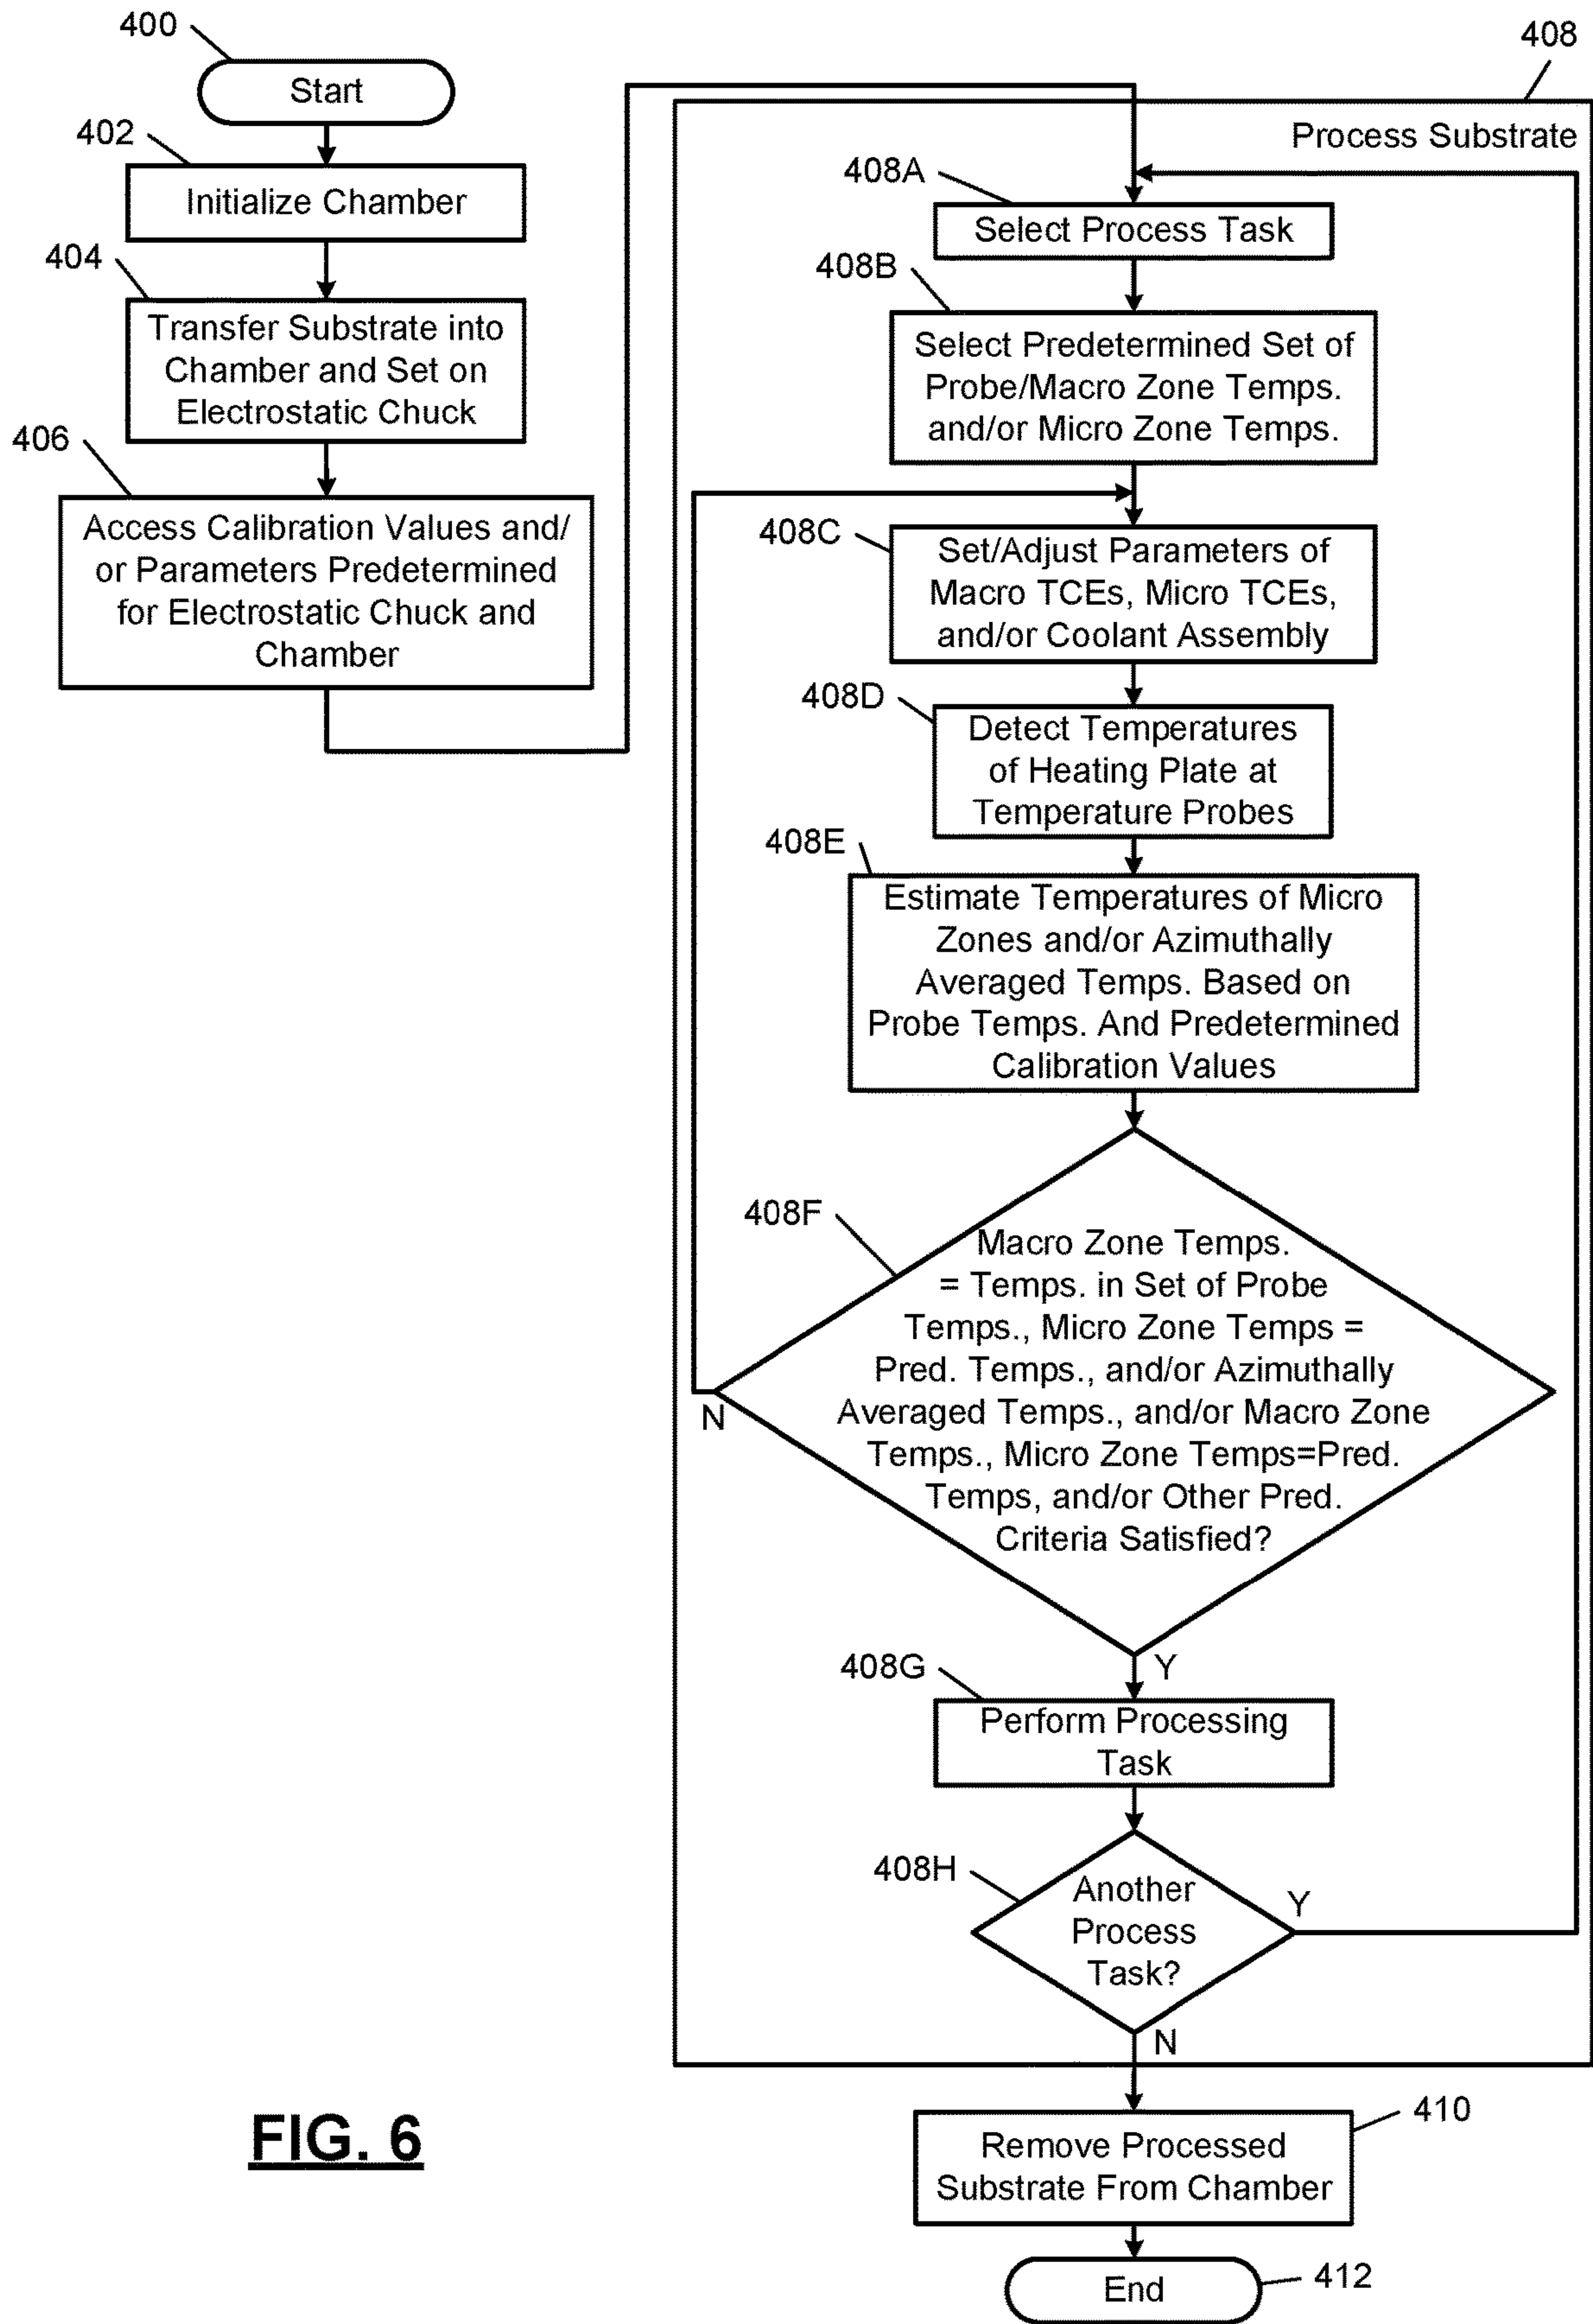 400
Start
402
Initialize Chamber
404
Transfer Substrate into
Chamber and Set on
Electrostatic Chuck
406
Access Calibration Values and/
or Parameters Predetermined
for Electrostatic Chuck and
Chamber
408
Process Substrate
408A
Select Process Task
408B
Select Predetermined Set of
Probe/Macro Zone Temps.
and/or Micro Zone Temps.
408C
Set/Adjust Parameters of
Macro TCEs, Micro TCEs,
and/or Coolant Assembly
408D
Detect Temperatures
of Heating Plate at
Temperature Probes
408E
Estimate Temperatures of Micro
Zones and/or Azimuthally
Averaged Temps. Based on
Probe Temps. And Predetermined
Calibration Values
408F
Macro Zone Temps.
= Temps. in Set of Probe
Temps., Micro Zone Temps =
Pred. Temps., and/or Azimuthally
Averaged Temps., and/or Macro Zone
Temps., Micro Zone Temps=Pred.
Temps, and/or Other Pred.
Criteria Satisfied?
N
Y
408G
Perform Processing
Task
408H
Another
Process
Task?
Y
N
410
Remove Processed
Substrate From Chamber
End
412
FIG. 6